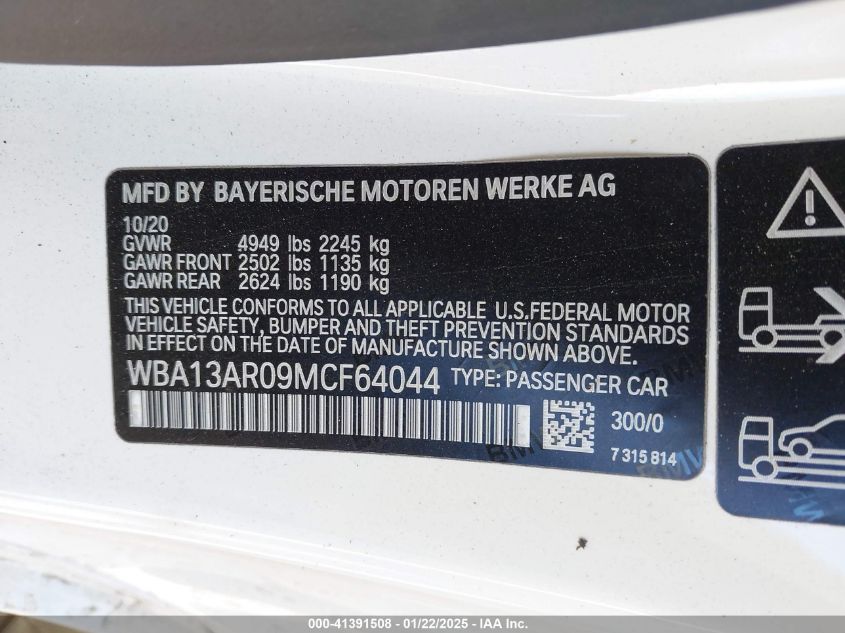 MFD BY BAYERISCHE MOTOREN WERKE AG
10/20
GVWR 4949 lbs 2245 kg
GAWR FRONT 2502 lbs 1135 kg
GAWR REAR 2624 lbs 1190 kg
THIS VEHICLE CONFORMS TO ALL APPLICABLE U.S.FEDERAL MOTOR
VEHICLE SAFETY, BUMPER AND THEFT PREVENTION STANDARDS
IN EFFECT ON THE DATE OF MANUFACTURE SHOWN ABOVE.
WBA13AR09MCF64044 TYPE: PASSENGER CAR
300/0
7 315 814
000-41391508 - 01/22/2025 - IAA Inc.